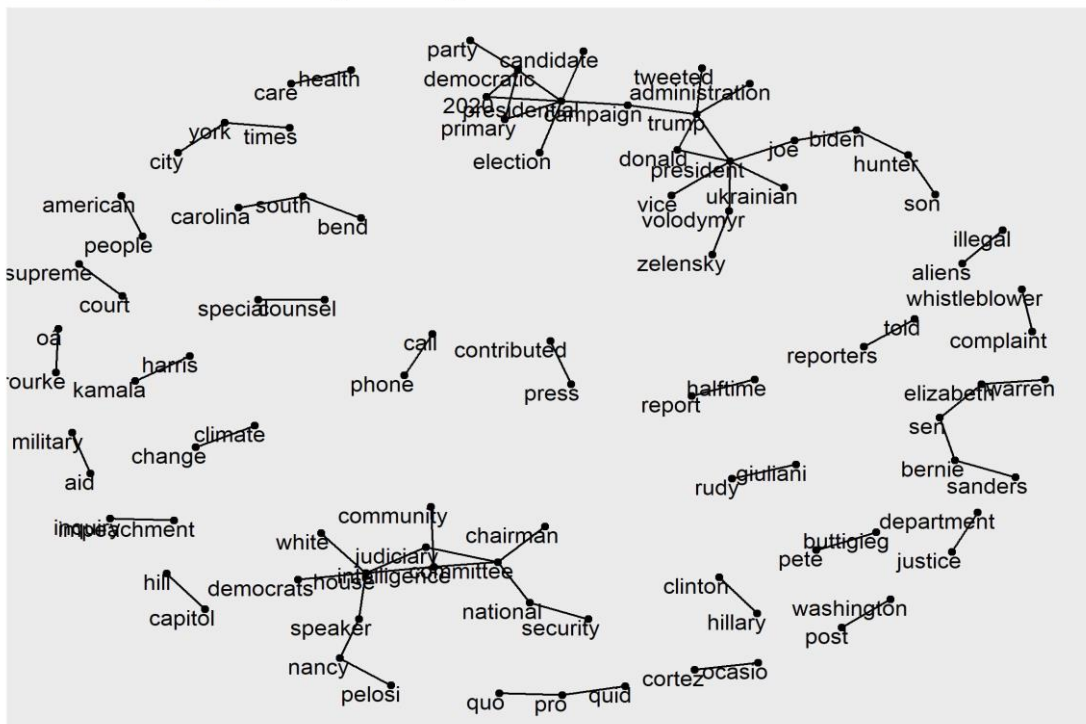 party
candidate
democratic
tweeted
administration
health
care
2020
presidential
campaign
primary
trump
york
times
city
election
donald
president
joe
biden
hunter
son
vice
ukrainian
volodymyr
zelensky
american
people
carolina
south
bend
supreme
court
illegal
aliens
whistleblower
complaint
special
counsel
oa
rourke
harris
kamala
call
phone
contributed
press
told
reporters
halftime
report
elizabeth
warren
sen
bernie
sanders
military
aid
climate
change
rudy
giuliani
inquiry
impeachment
community
white
judiciary
chairman
democrats
house
intelligence
committee
department
justice
buttigieg
pete
hill
capitol
speaker
national
security
clinton
hillary
washington
post
nancy
pelosi
cortez
ocasio
quo
pro
quid